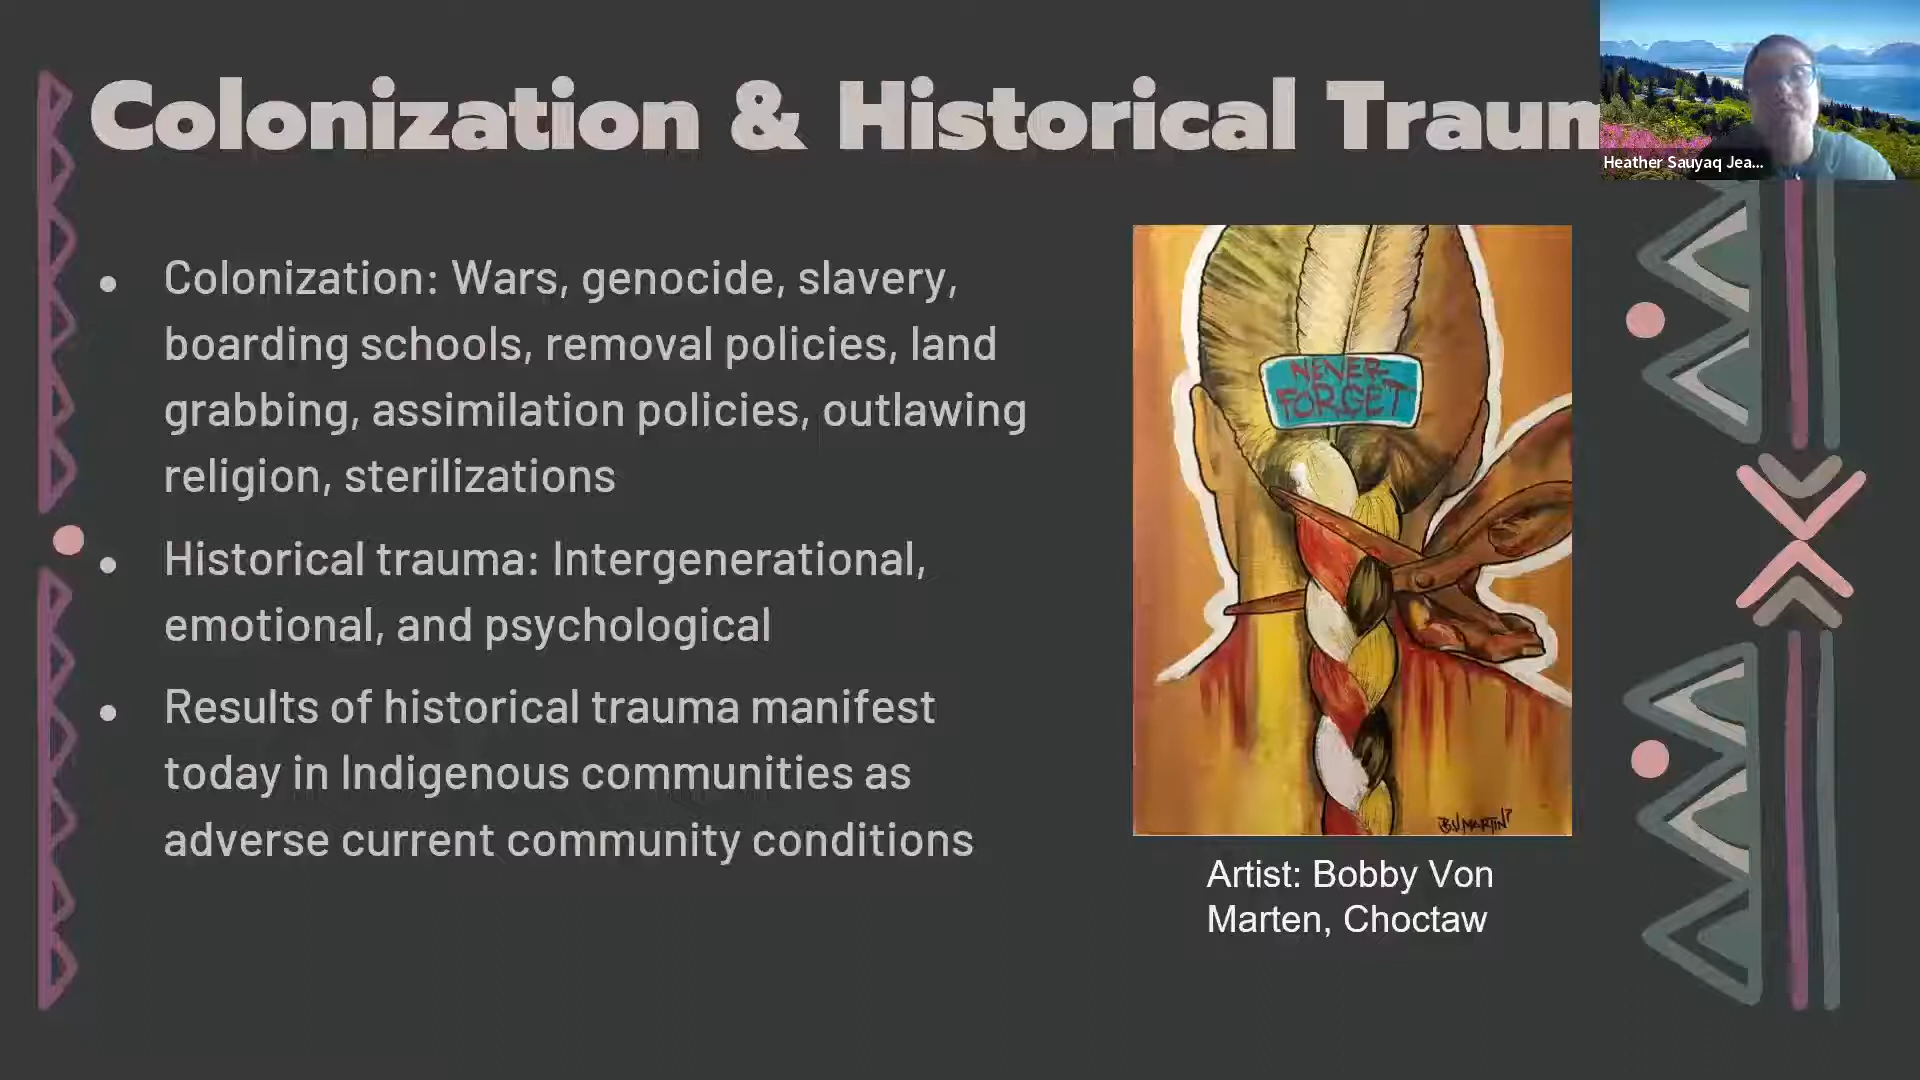 Colonization & Historical Traum
Heather Sauyaq Jea...
• Colonization: Wars, genocide, slavery,
boarding schools, removal policies, land
grabbing, assimilation policies, outlawing
religion, sterilizations
• Historical trauma: Intergenerational,
emotional, and psychological
• Results of historical trauma manifest
today in Indigenous communities as
adverse current community conditions
NEVER
FORGET
Artist: Bobby Von
Marten, Choctaw